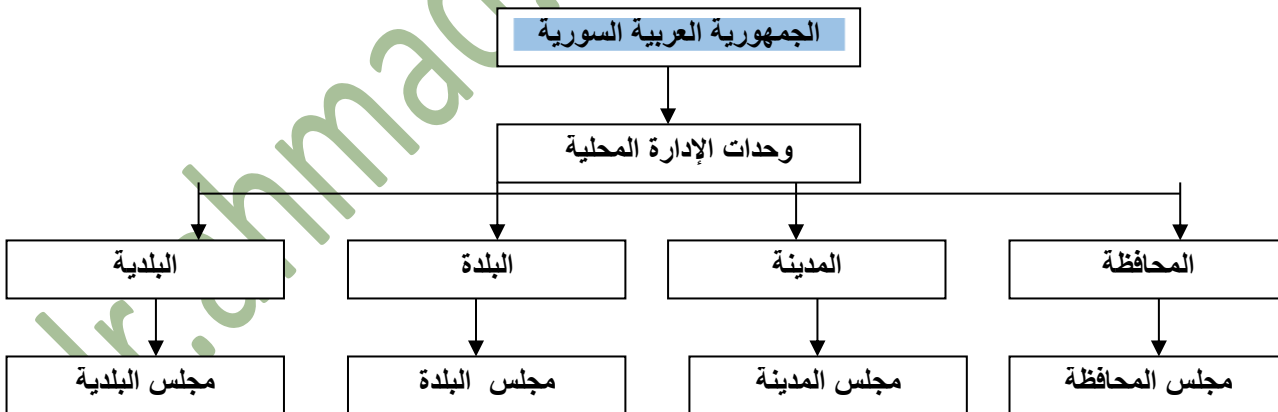 الجمهورية العربية السورية
وحدات الإدارة المحلية
المحافظة
المدينة
البلدة
البلدية
مجلس المحافظة
مجلس المدينة
مجلس البلدة
مجلس البلدية